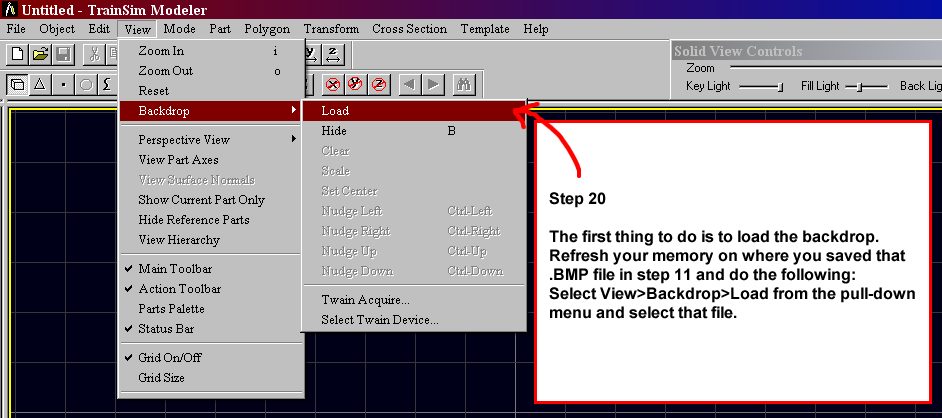 Untitled - TrainSim Modeler
File Object Edit View Mode Part Polygon Transform Cross Section Template Help
Solid View Controls
Zoom
Key Light Fill Light Back Lig
y z
x y z
Zoom In i
Zoom Out o
Reset
Backdrop
Perspective View
View Part Axes
View Surface Normals
Show Current Part Only
Hide Reference Parts
View Hierarchy
Main Toolbar
Action Toolbar
Parts Palette
Status Bar
Grid On/Off
Grid Size
Load
Hide B
Clear
Scale
Set Center
Nudge Left Ctrl-Left
Nudge Right Ctrl-Right
Nudge Up Ctrl-Up
Nudge Down Ctrl-Down
Twain Acquire...
Select Twain Device...
Step 20
The first thing to do is to load the backdrop.
Refresh your memory on where you saved that
.BMP file in step 11 and do the following:
Select View>Backdrop>Load from the pull-down
menu and select that file.